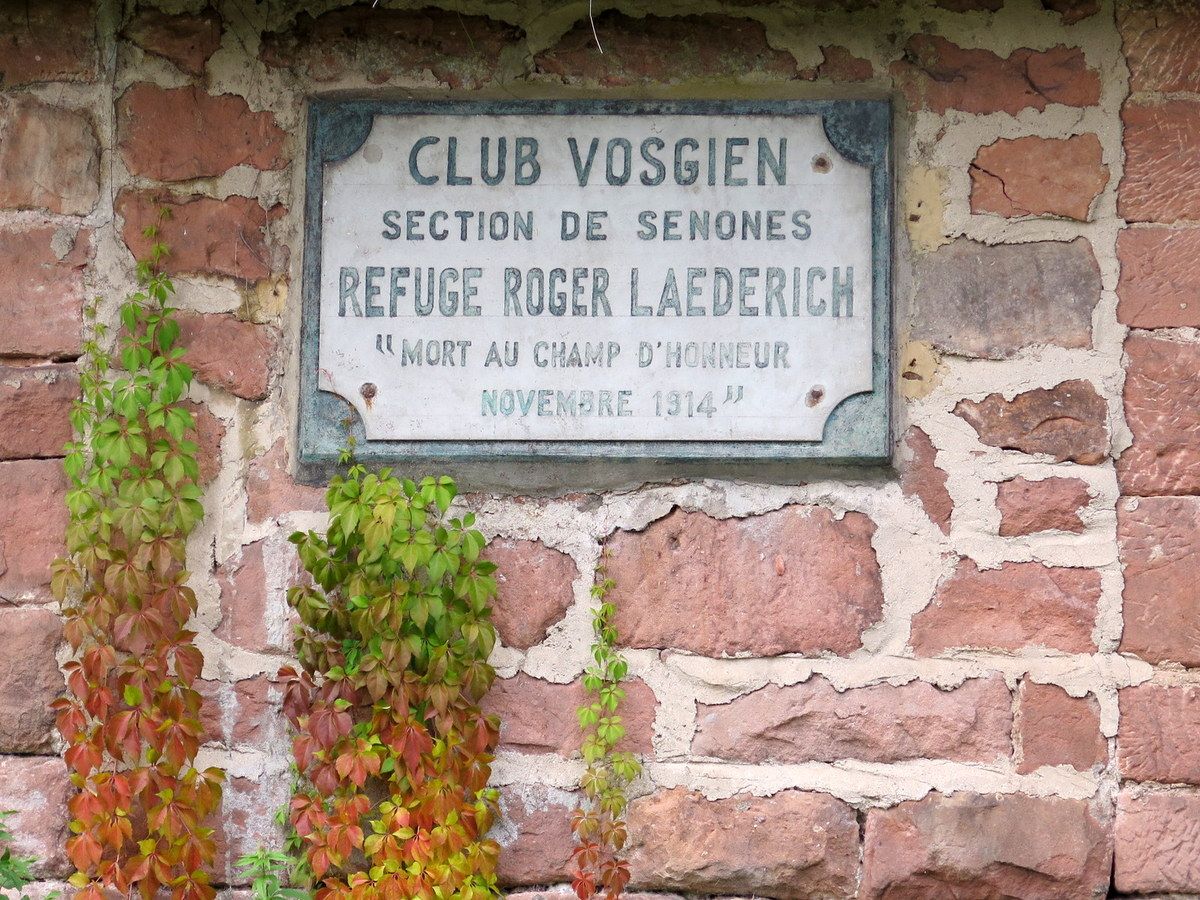 CLUB VOSGIEN
SECTION DE SENONES
REFUGE ROGER LAEDERICH
"MORT AU CHAMP D'HONNEUR
NOVEMBRE 1914"